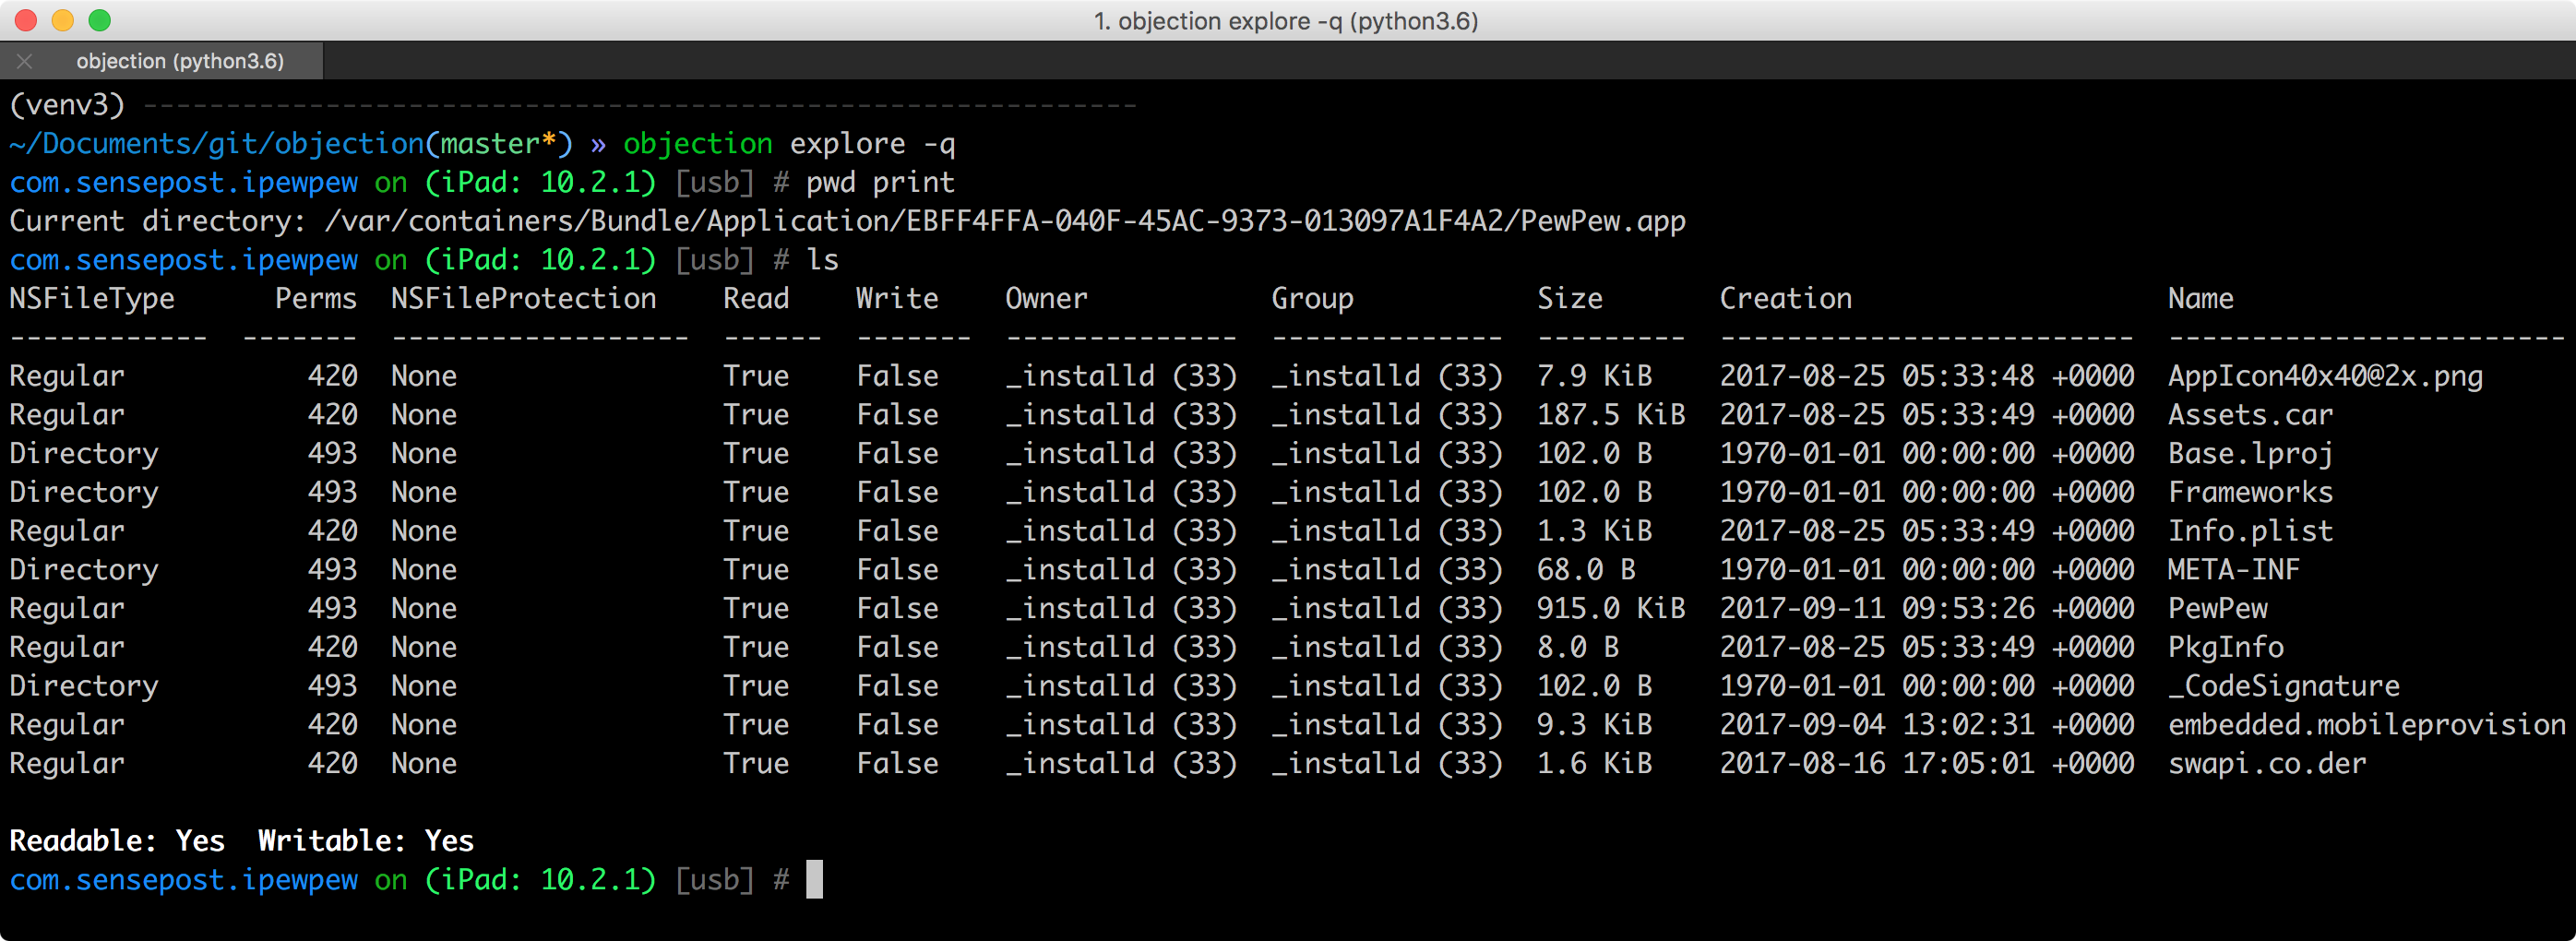 1. objection explore -q (python3.6)
objection (python3.6)
(venv3) ------------------------------------------------------------
~/Documents/git/objection(master*) » objection explore -q
com.sensepost.ipewpew on (iPad: 10.2.1) [usb] # pwd print
Current directory: /var/containers/Bundle/Application/EBFF4FFA-040F-45AC-9373-013097A1F4A2/PewPew.app
com.sensepost.ipewpew on (iPad: 10.2.1) [usb] # ls
NSFileType    Perms  NSFileProtection    Read    Write    Owner           Group           Size       Creation                   Name
------------  -------  ------------------  ------  -------  --------------  --------------  ---------  -------------------------  ------------------------
Regular           420  None                True    False    _installd (33)  _installd (33)  7.9 KiB    2017-08-25 05:33:48 +0000  AppIcon40x40@2x.png
Regular           420  None                True    False    _installd (33)  _installd (33)  187.5 KiB  2017-08-25 05:33:49 +0000  Assets.car
Directory         493  None                True    False    _installd (33)  _installd (33)  102.0 B    1970-01-01 00:00:00 +0000  Base.lproj
Directory         493  None                True    False    _installd (33)  _installd (33)  102.0 B    1970-01-01 00:00:00 +0000  Frameworks
Regular           420  None                True    False    _installd (33)  _installd (33)  1.3 KiB    2017-08-25 05:33:49 +0000  Info.plist
Directory         493  None                True    False    _installd (33)  _installd (33)  68.0 B     1970-01-01 00:00:00 +0000  META-INF
Regular           493  None                True    False    _installd (33)  _installd (33)  915.0 KiB  2017-09-11 09:53:26 +0000  PewPew
Regular           420  None                True    False    _installd (33)  _installd (33)  8.0 B      2017-08-25 05:33:49 +0000  PkgInfo
Directory         493  None                True    False    _installd (33)  _installd (33)  102.0 B    1970-01-01 00:00:00 +0000  _CodeSignature
Regular           420  None                True    False    _installd (33)  _installd (33)  9.3 KiB    2017-09-04 13:02:31 +0000  embedded.mobileprovision
Regular           420  None                True    False    _installd (33)  _installd (33)  1.6 KiB    2017-08-16 17:05:01 +0000  swapi.co.der
Readable: Yes  Writable: Yes
com.sensepost.ipewpew on (iPad: 10.2.1) [usb] #